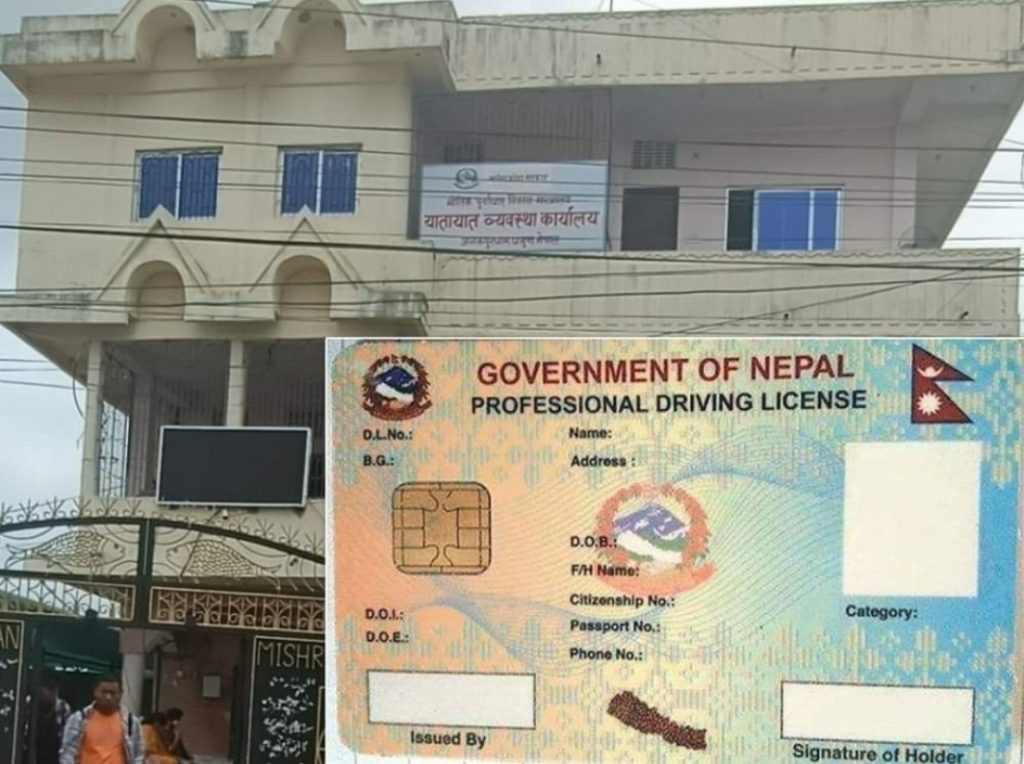 यातायात व्यवस्था कार्यालय
GOVERNMENT OF NEPAL
PROFESSIONAL DRIVING LICENSE
D.L.No.:
B.G.:
Name:
Address :
D.O.B.:
F/H Name:
Citizenship No.:
Passport No.:
Phone No.:
D.O.I.:
D.O.E.:
Category:
Issued By
Signature of Holder
MISHR